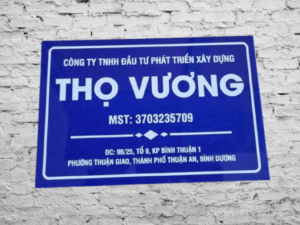 CÔNG TY TNHH ĐẦU TƯ PHÁT TRIỂN XÂY DỰNG
THỌ VƯƠNG
MST: 3703235709
ĐC: 9B/25, TỔ 9, KP BÌNH THUẬN 1
PHƯỜNG THUẬN GIAO, THÀNH PHỐ THUẬN AN, BÌNH DƯƠNG